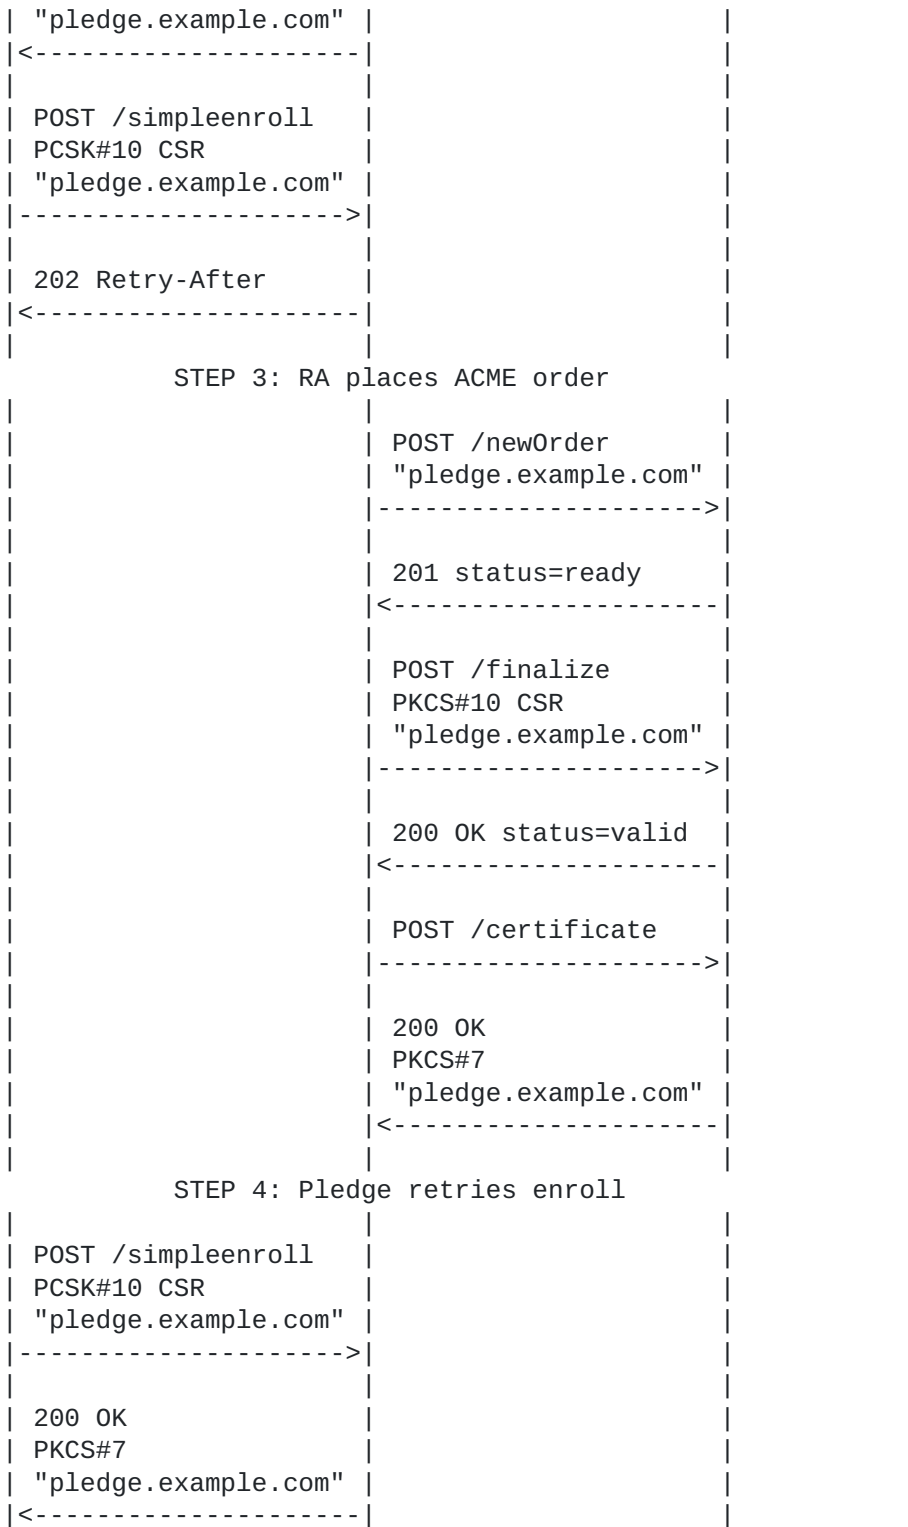 | "pledge.example.com" |                      |
|<---------------------|                      |
|                      |                      |
| POST /simpleenroll   |                      |
| PCSK#10 CSR          |                      |
| "pledge.example.com" |                      |
|--------------------->|                      |
|                      |                      |
| 202 Retry-After      |                      |
|<---------------------|                      |
|                      |                      |
          STEP 3: RA places ACME order
|                      |                      |
|                      | POST /newOrder       |
|                      | "pledge.example.com" |
|                      |--------------------->|
|                      |                      |
|                      | 201 status=ready     |
|                      |<---------------------|
|                      |                      |
|                      | POST /finalize       |
|                      | PKCS#10 CSR          |
|                      | "pledge.example.com" |
|                      |--------------------->|
|                      |                      |
|                      | 200 OK status=valid  |
|                      |<---------------------|
|                      |                      |
|                      | POST /certificate    |
|                      |--------------------->|
|                      |                      |
|                      | 200 OK               |
|                      | PKCS#7               |
|                      | "pledge.example.com" |
|                      |<---------------------|
|                      |                      |
          STEP 4: Pledge retries enroll
|                      |                      |
| POST /simpleenroll   |                      |
| PCSK#10 CSR          |                      |
| "pledge.example.com" |                      |
|--------------------->|                      |
|                      |                      |
| 200 OK               |                      |
| PKCS#7               |                      |
| "pledge.example.com" |                      |
|<---------------------|                      |